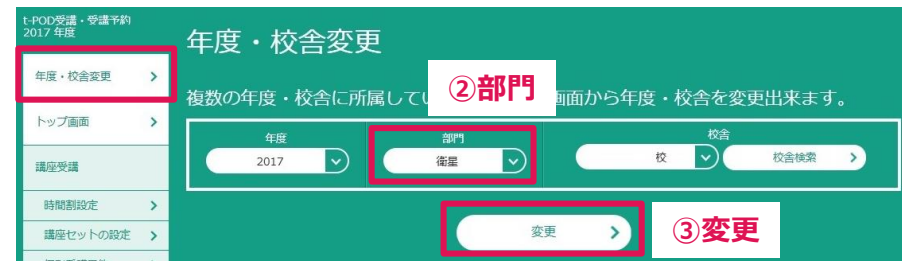 t-POD受講・受講予約
2017 年度
年度・校舎変更
トップ画面
講座受講
時間割設定
講座セットの設定
年度・校舎変更
複数の年度・校舎に所属してい
②部門
画面から年度・校舎を変更出来ます。
年度
部門
校舎
2017
衛星
校
校舎検索
変更
③変更